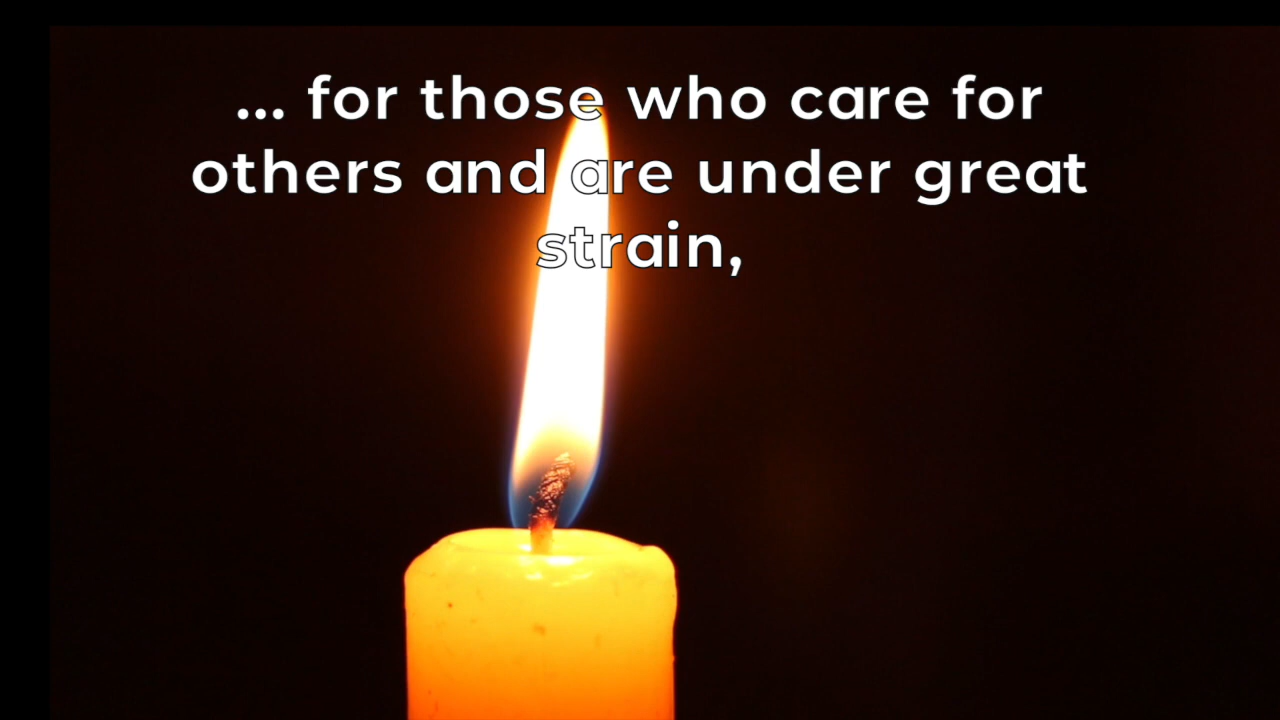 ... for those who care for
others and are under great
strain,